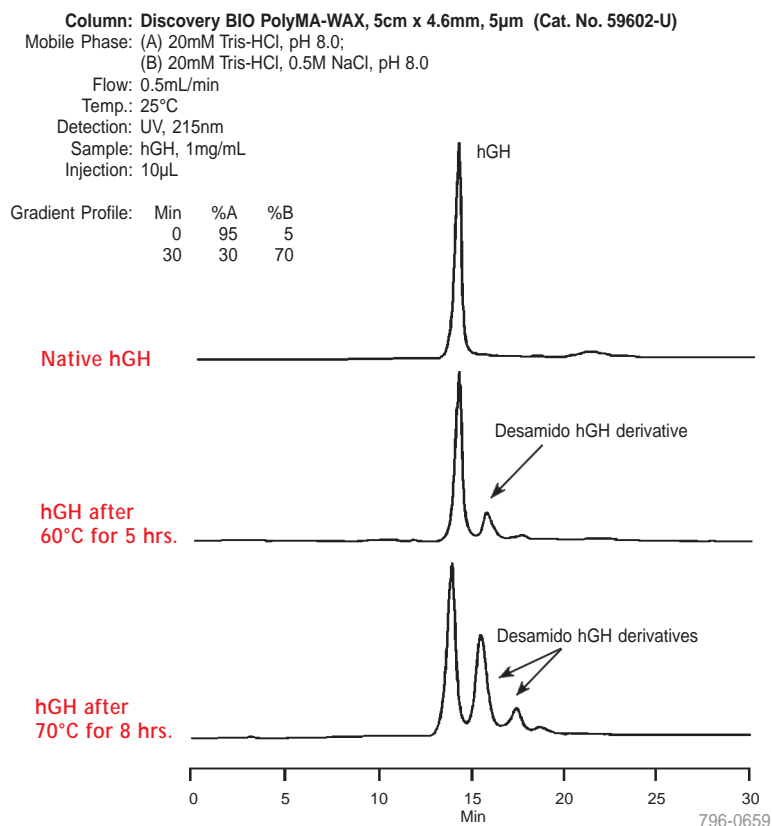 Column: Discovery BIO PolyMA-WAX, 5cm x 4.6mm, 5µm (Cat. No. 59602-U)
Mobile Phase: (A) 20mM Tris-HCl, pH 8.0;
(B) 20mM Tris-HCl, 0.5M NaCl, pH 8.0
Flow: 0.5mL/min
Temp.: 25°C
Detection: UV, 215nm
Sample: hGH, 1mg/mL
Injection: 10µL
Gradient Profile: Min %A %B
0 95 5
30 30 70
hGH
Native hGH
Desamido hGH derivative
hGH after
60°C for 5 hrs.
Desamido hGH derivatives
hGH after
70°C for 8 hrs.
0 5 10 15 20 25 30
Min
796-0659